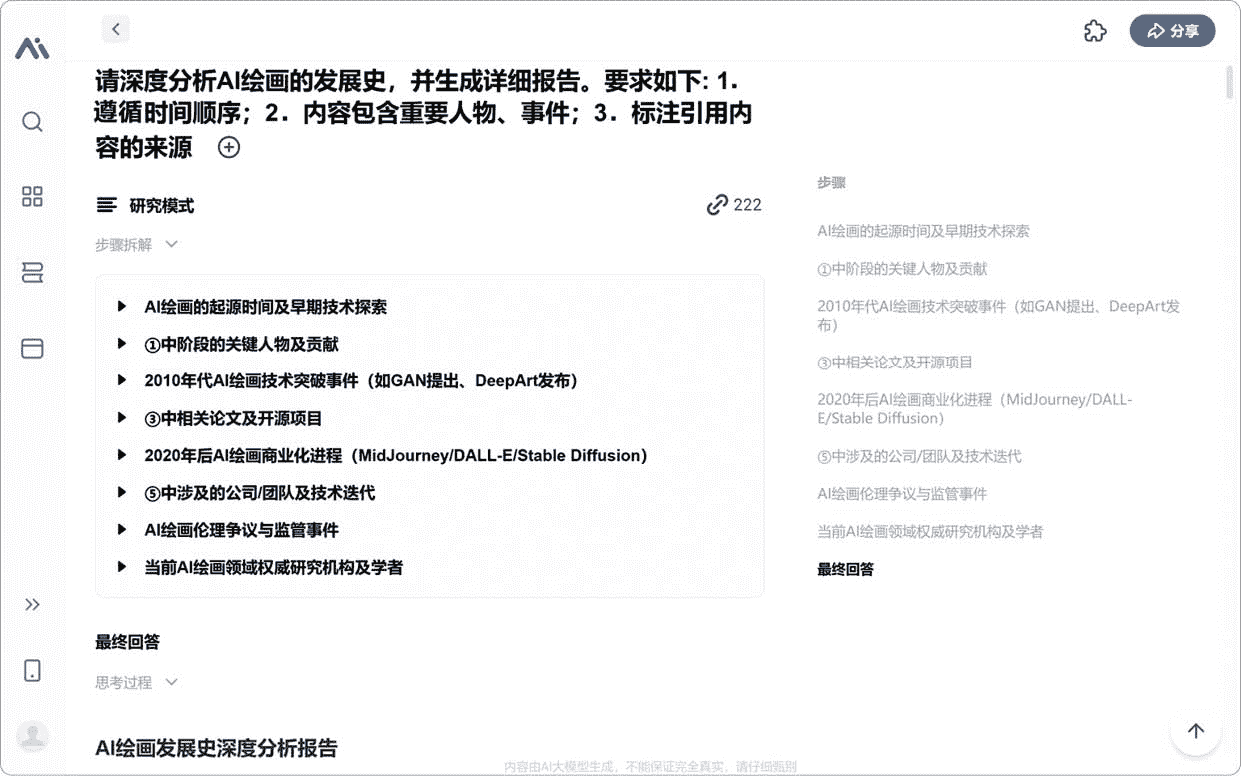 分享
请深度分析AI绘画的发展史，并生成详细报告。要求如下: 1.
遵循时间顺序；2．内容包含重要人物、事件；3．标注引用内
容的来源
研究模式
222
步骤拆解
AI绘画的起源时间及早期技术探索
①中阶段的关键人物及贡献
2010年代AI绘画技术突破事件（如GAN提出、DeepArt发布）
③中相关论文及开源项目
2020年后AI绘画商业化进程（MidJourney/DALL-E/Stable Diffusion）
⑤中涉及的公司/团队及技术迭代
AI绘画伦理争议与监管事件
当前AI绘画领域权威研究机构及学者
最终回答
思考过程
AI绘画发展史深度分析报告
步骤
AI绘画的起源时间及早期技术探索
①中阶段的关键人物及贡献
2010年代AI绘画技术突破事件（如GAN提出、DeepArt发
布）
③中相关论文及开源项目
2020年后AI绘画商业化进程（MidJourney/DALL-
E/Stable Diffusion）
⑤中涉及的公司/团队及技术迭代
AI绘画伦理争议与监管事件
当前AI绘画领域权威研究机构及学者
最终回答
内容由AI大模型生成，不能保证完全真实，请仔细甄别